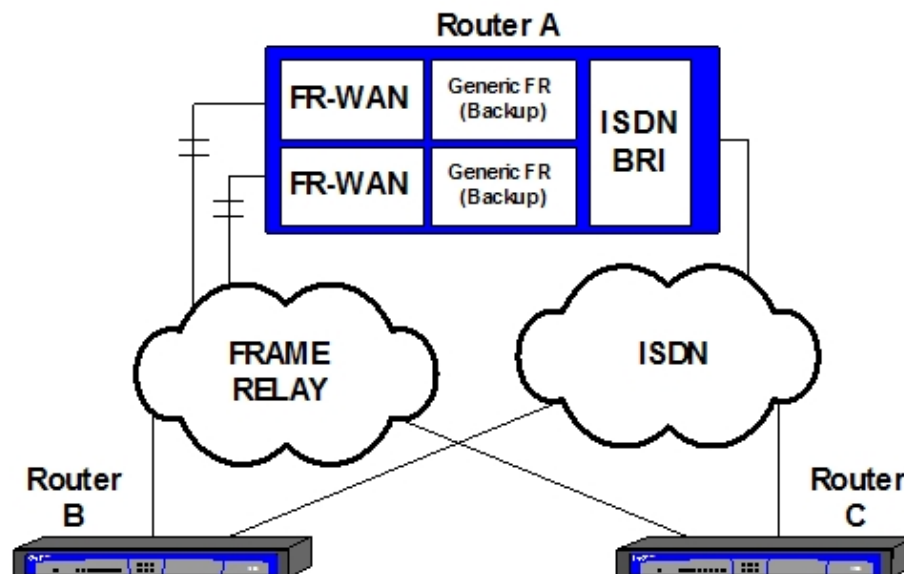 Router A
FR-WAN
Generic FR
(Backup)
ISDN
BRI
FR-WAN
Generic FR
(Backup)
FRAME
RELAY
ISDN
Router
B
Router
C